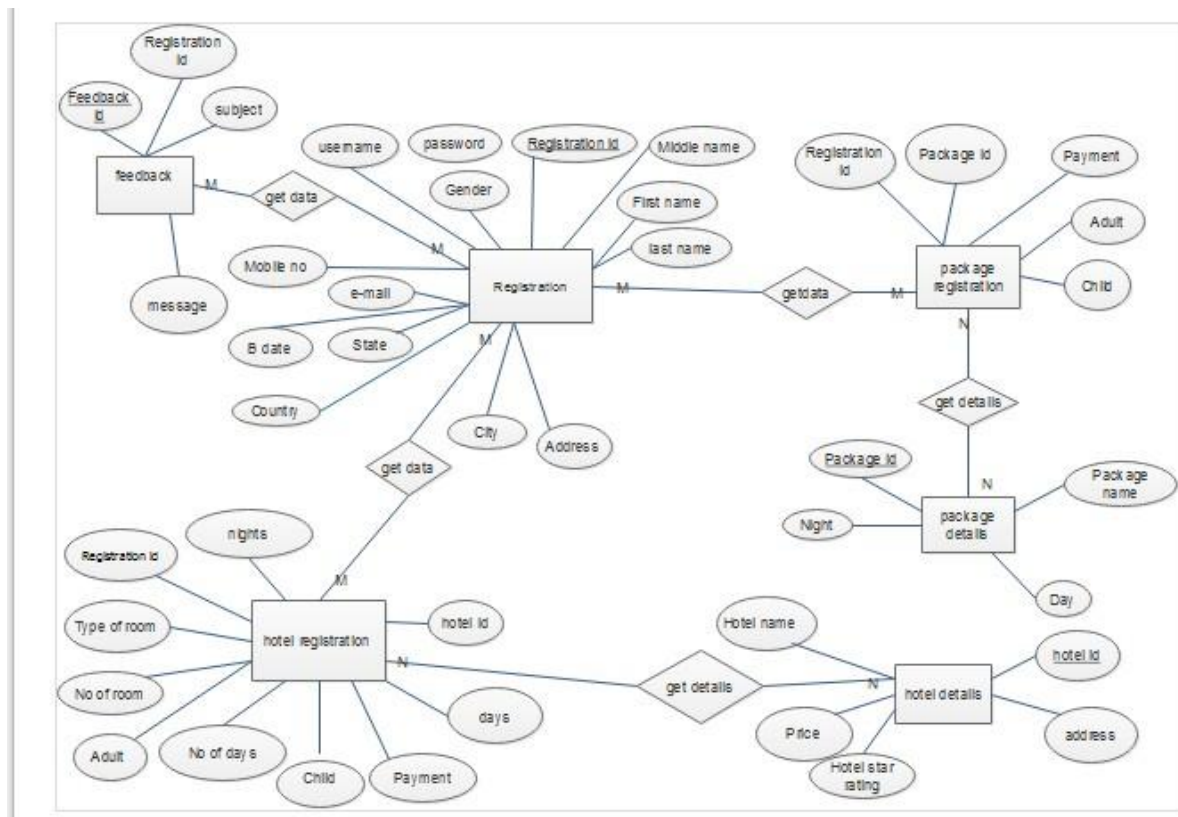 Registration
Id
Feedback
Id
subject
feedback
M
get data
M
message
username
password
Registration Id
Middle name
Gender
First name
last name
Mobile no
e-mail
B date
State
Country
City
Address
Registration
M
getdata
M
M
get data
M
Registration
Id
Package Id
Payment
Adult
Child
package
registration
N
get details
N
Package Id
Package
name
Night
package
details
Day
nights
Registration Id
Type of room
hotel registration
hotel id
No of room
N
get details
N
Adult
No of days
Child
Payment
days
Hotel name
hotel id
hotel details
Price
address
Hotel star
rating